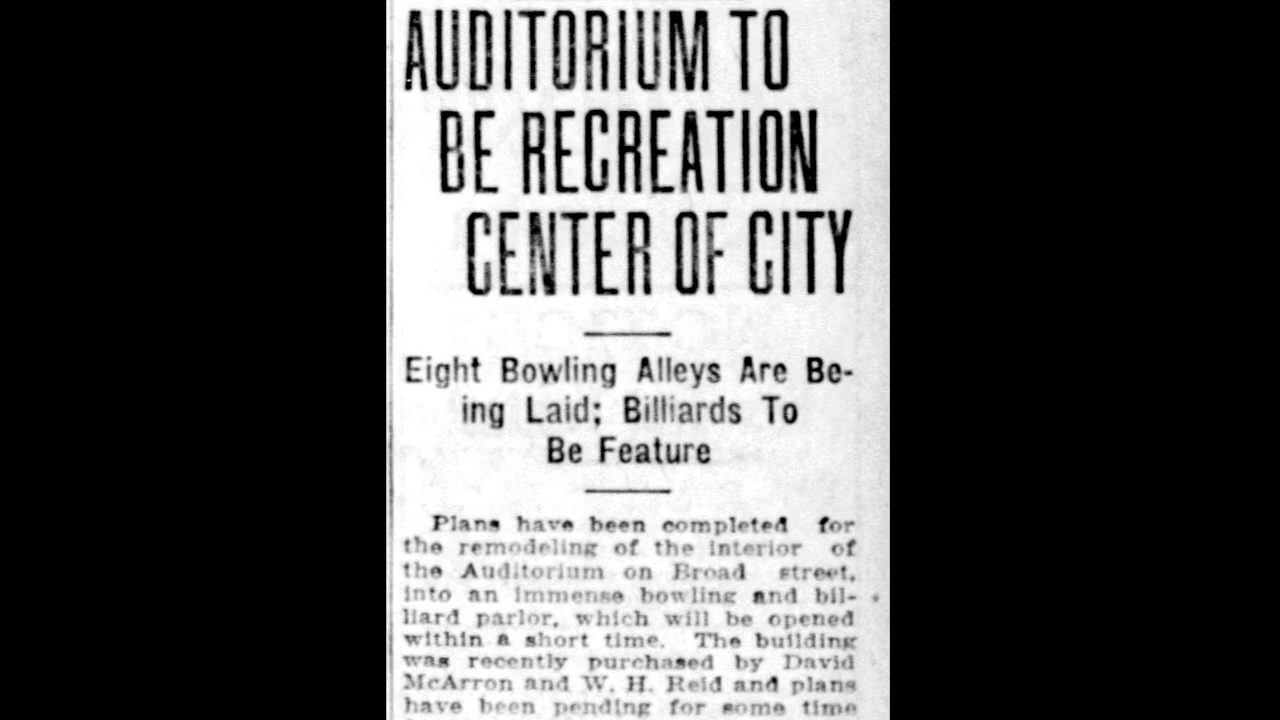 AUDITORIUM TO
BE RECREATION
CENTER OF CITY
Eight Bowling Alleys Are Be-
ing Laid; Billiards To
Be Feature
Plans have been completed for
the remodeling of the interior of
the Auditorium on Broad street,
into an immense bowling and bil-
liard parlor, which will be opened
within a short time. The building
was recently purchased by David
McArron and W. H. Reid and plans
have been pending for some time